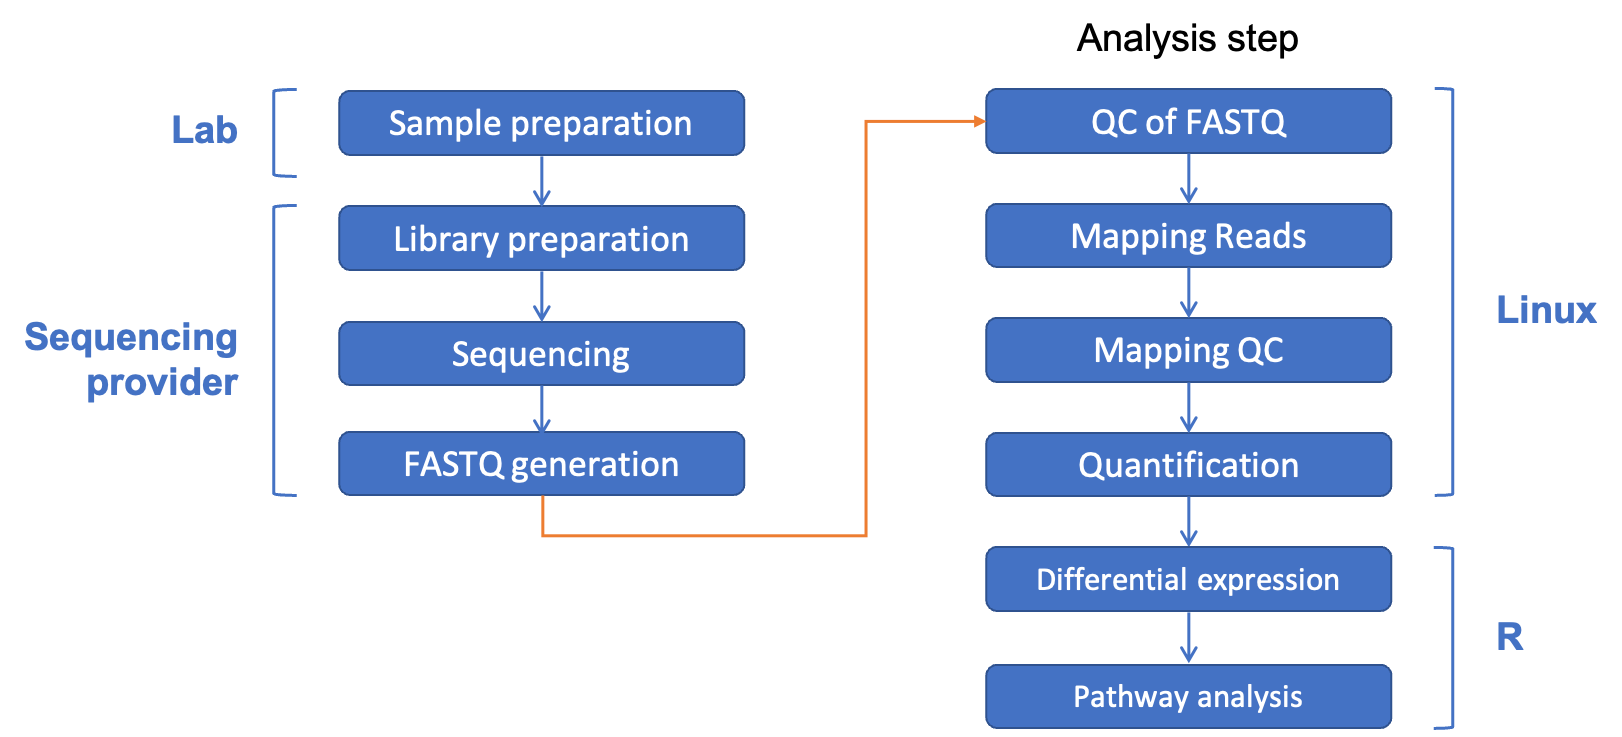 Analysis step
Lab
Sample preparation
Library preparation
Sequencing
provider
Sequencing
FASTQ generation
QC of FASTQ
Mapping Reads
Mapping QC
Quantification
Linux
Differential expression
Pathway analysis
R